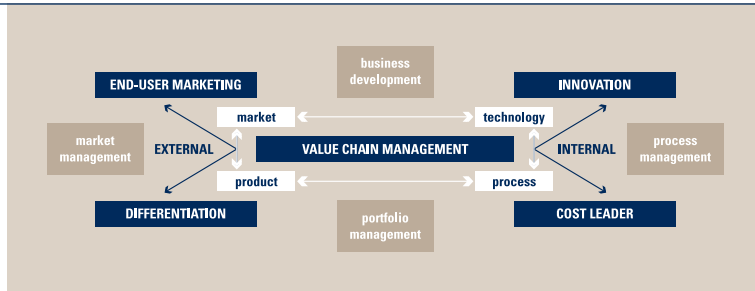 business
development
END-USER MARKETING
INNOVATION
market
technology
market
management
EXTERNAL
VALUE CHAIN MANAGEMENT
INTERNAL
process
management
product
process
DIFFERENTIATION
portfolio
management
COST LEADER